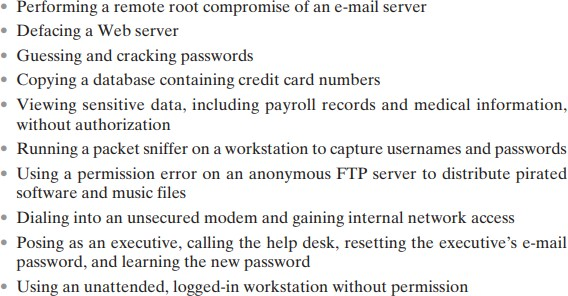 • Performing a remote root compromise of an e-mail server
• Defacing a Web server
• Guessing and cracking passwords
• Copying a database containing credit card numbers
• Viewing sensitive data, including payroll records and medical information,
without authorization
• Running a packet sniffer on a workstation to capture usernames and passwords
• Using a permission error on an anonymous FTP server to distribute pirated
software and music files
• Dialing into an unsecured modem and gaining internal network access
• Posing as an executive, calling the help desk, resetting the executive’s e-mail
password, and learning the new password
• Using an unattended, logged-in workstation without permission